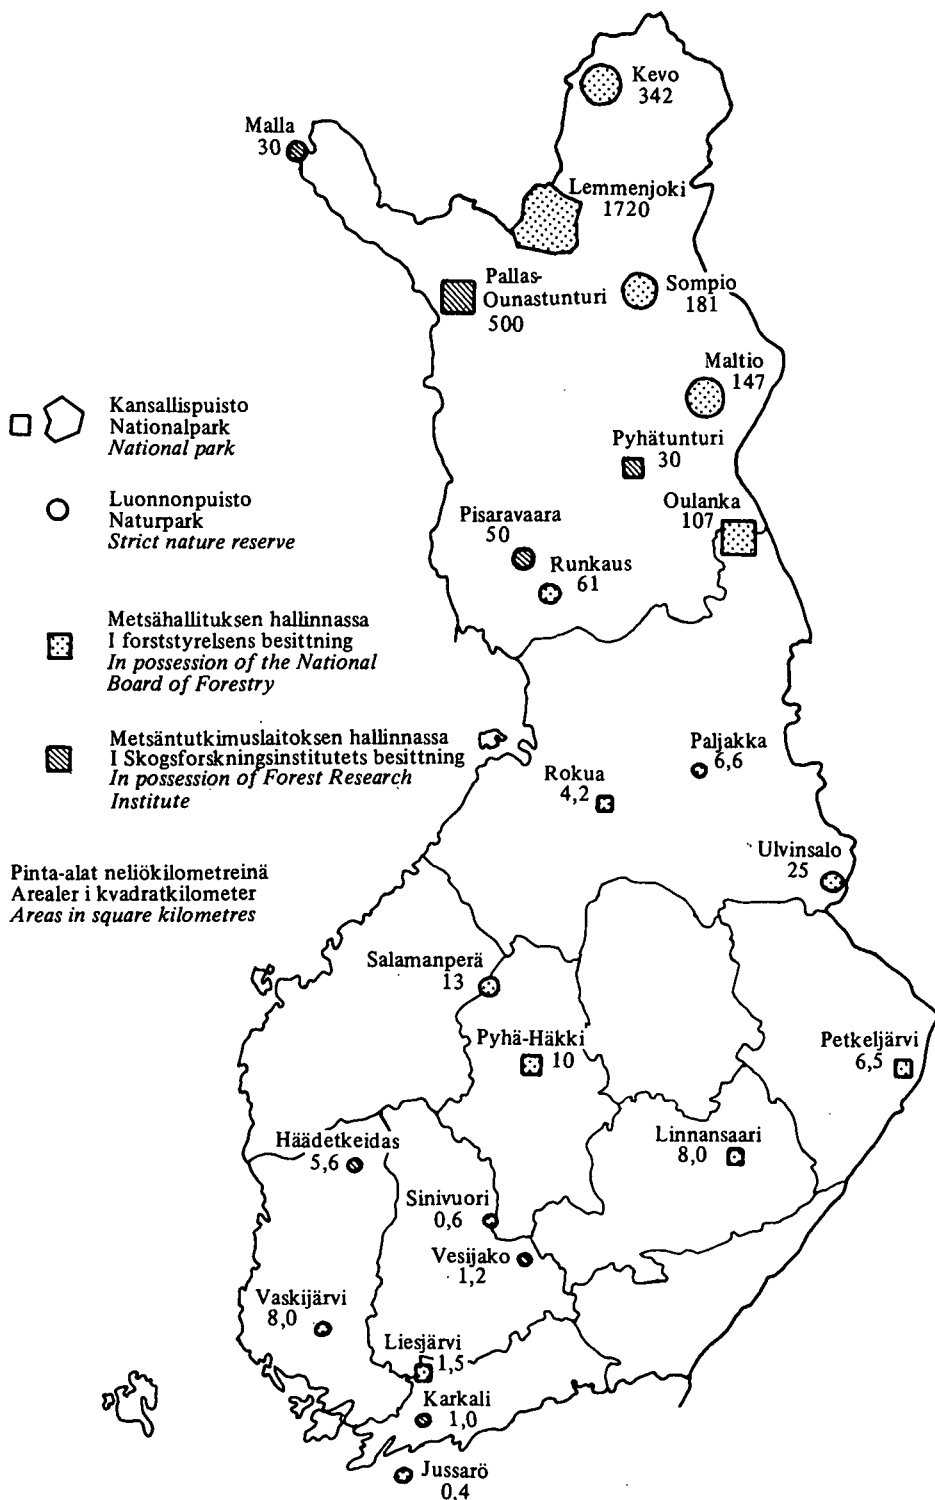 Kevo
342
Malla
30
Lemmenjoki
1720
Pallas-
Ounastunturi
500
Sompio
181
Maltio
147
Kansallispuisto
Nationalpark
National park
Pyhätunturi
30
Luonnonpuisto
Naturpark
Strict nature reserve
Pisaravaara
50
Oulanka
107
Runkaus
61
Metsähallituksen hallinnassa
I forststyrelsens besittning
In possession of the National
Board of Forestry
Metsäntutkimuslaitoksen hallinnassa
I Skogsforskningsinstitutets besittning
In possession of Forest Research
Institute
Paljakka
6,6
Rokua
4,2
Ulvinsalo
25
Pinta-alat neliökilometreinä
Arealer i kvadratkilometer
Areas in square kilometres
Salamanperä
13
Pyhä-Häkki
10
Petkeljärvi
6,5
Häädetkeidas
5,6
Linnansaari
8,0
Sinivuori
0,6
Vesijako
1,2
Vaskijärvi
8,0
Liesjärvi
1,5
Karkali
1,0
Jussarö
0,4